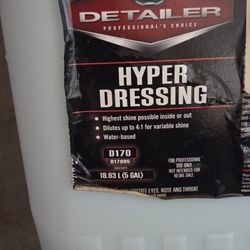 DETAILER
PROFESSIONAL'S CHOICE
HYPER
DRESSING
• Highest shine possible inside or out
• Dilutes up to 4:1 for variable shine
• Water-based
D170
D17005
18.93 L (5 GAL)
FOR PROFESSIONAL
USE ONLY
NOT INTENDED FOR
RETAIL SALE
EYES, NOSE AND THROAT